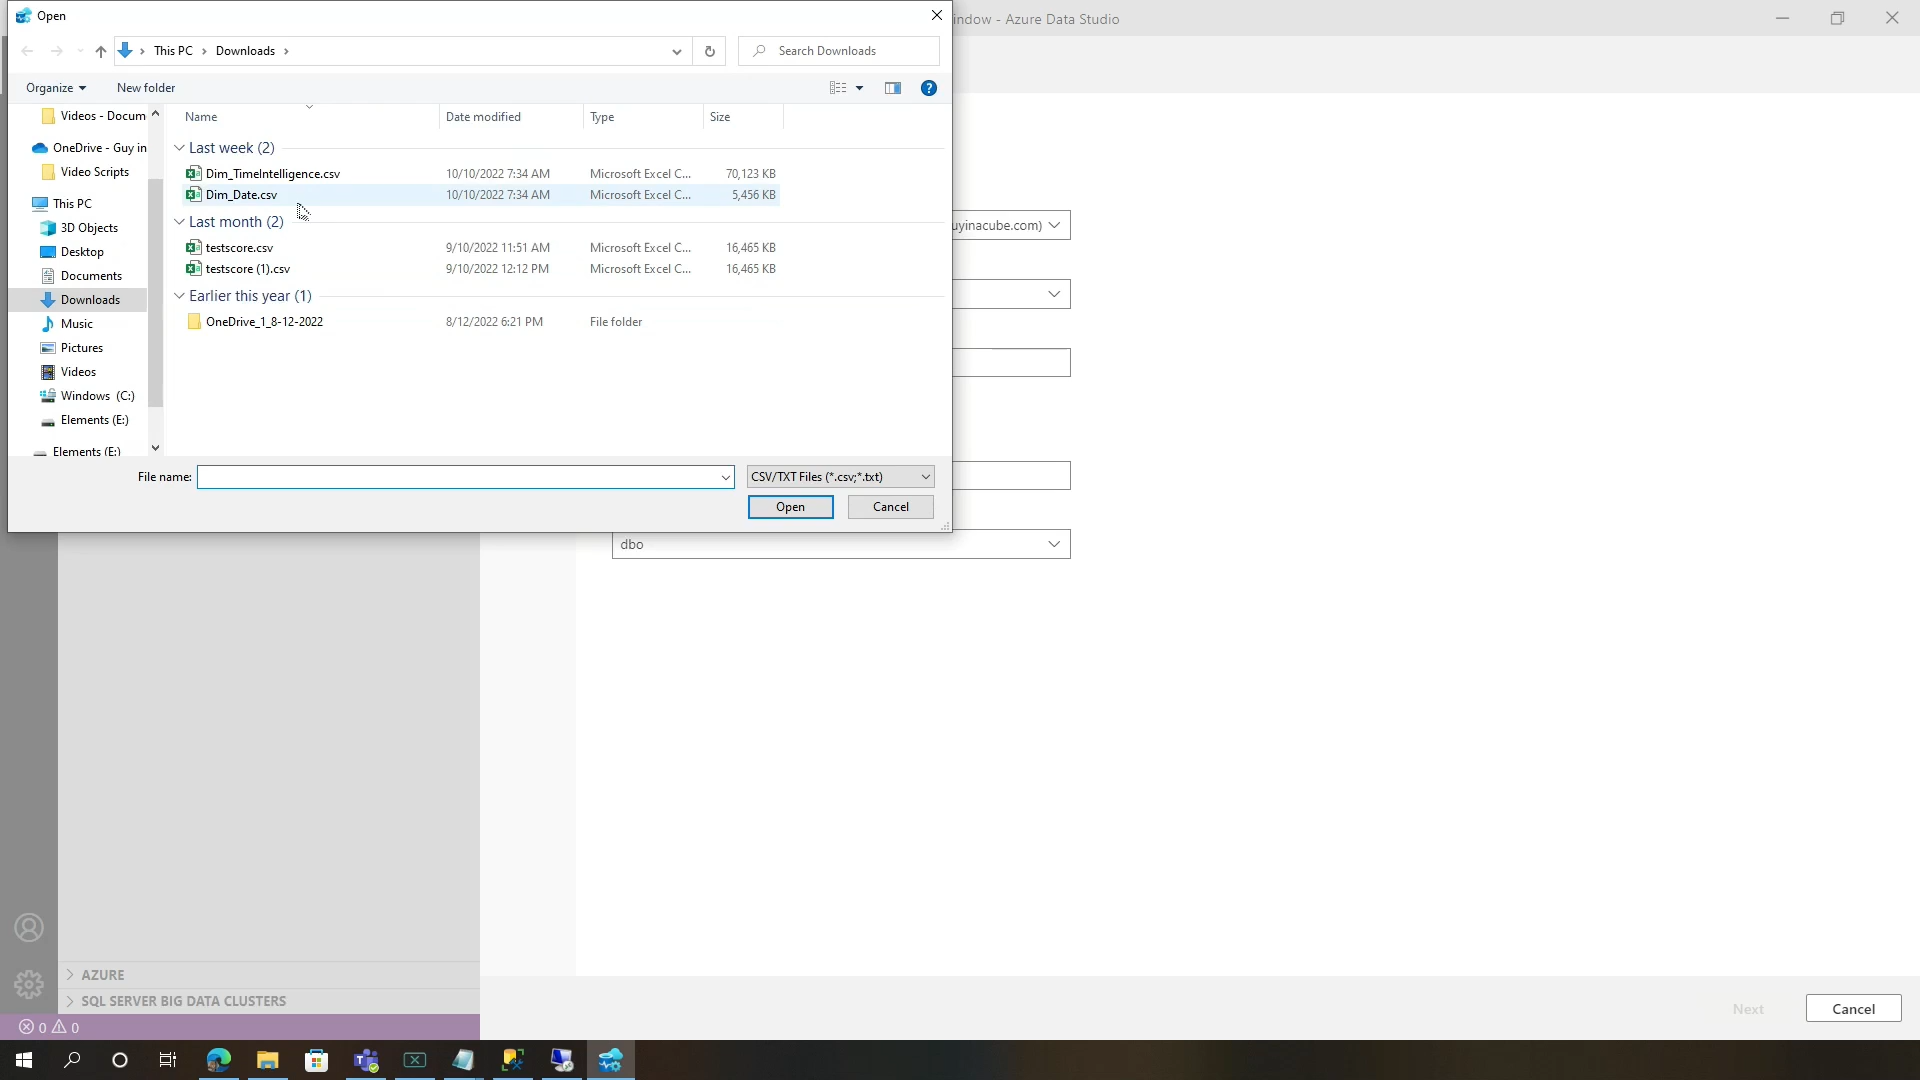 Open
indow - Azure Data Studio
This PC
Downloads
Search Downloads
Organize
New folder
Name
Date modified
Type
Size
Videos - Docum
OneDrive - Guy in
Video Scripts
This PC
3D Objects
Desktop
Documents
Downloads
Music
Pictures
Videos
Windows (C:)
Elements (E:)
Elements (E:)
Last week (2)
Dim_TimeIntelligence.csv 10/10/2022 7:34 AM Microsoft Excel C... 70,123 KB
Dim_Date.csv 10/10/2022 7:34 AM Microsoft Excel C... 5,456 KB
Last month (2)
testscore.csv 9/10/2022 11:51 AM Microsoft Excel C... 16,465 KB
testscore (1).csv 9/10/2022 12:12 PM Microsoft Excel C... 16,465 KB
Earlier this year (1)
OneDrive_1_8-12-2022 8/12/2022 6:21 PM File folder
uyinacube.com)
File name:
CSV/TXT Files (*.csv;*.txt)
Open
Cancel
dbo
AZURE
SQL SERVER BIG DATA CLUSTERS
0 0
Next
Cancel